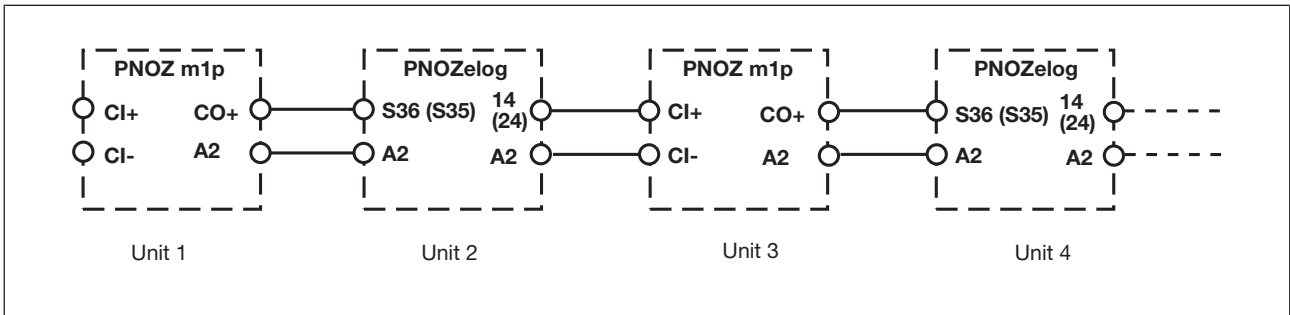 PNOZ m1p
CI+ CO+
CI- A2
Unit 1
PNOZelog
S36 (S35) 14 (24)
A2 A2
Unit 2
PNOZ m1p
CI+ CO+
CI- A2
Unit 3
PNOZelog
S36 (S35) 14 (24)
A2 A2
Unit 4